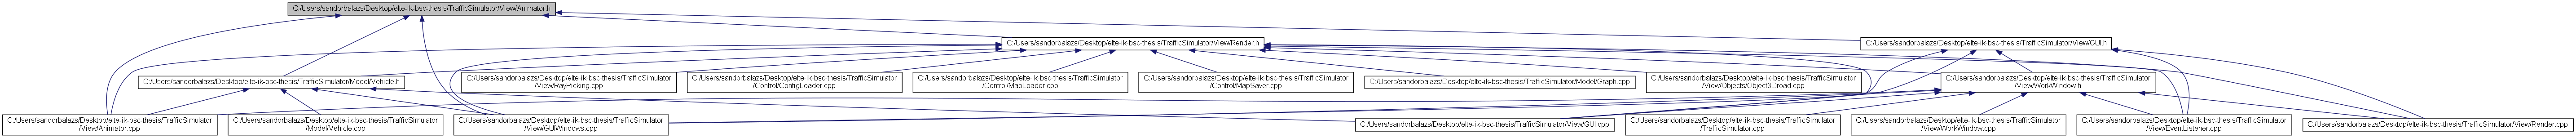 C:/Users/sandorbalazs/Desktop/elte-ik-bsc-thesis/TrafficSimulator/View/Animator.h
C:/Users/sandorbalazs/Desktop/elte-ik-bsc-thesis/TrafficSimulator/View/Render.h
C:/Users/sandorbalazs/Desktop/elte-ik-bsc-thesis/TrafficSimulator/View/GUI.h
C:/Users/sandorbalazs/Desktop/elte-ik-bsc-thesis/TrafficSimulator/Model/Vehicle.h
C:/Users/sandorbalazs/Desktop/elte-ik-bsc-thesis/TrafficSimulator
/View/RayPicking.cpp
C:/Users/sandorbalazs/Desktop/elte-ik-bsc-thesis/TrafficSimulator
/Control/ConfigLoader.cpp
C:/Users/sandorbalazs/Desktop/elte-ik-bsc-thesis/TrafficSimulator
/Control/MapLoader.cpp
C:/Users/sandorbalazs/Desktop/elte-ik-bsc-thesis/TrafficSimulator
/Control/MapSaver.cpp
C:/Users/sandorbalazs/Desktop/elte-ik-bsc-thesis/TrafficSimulator/Model/Graph.cpp
C:/Users/sandorbalazs/Desktop/elte-ik-bsc-thesis/TrafficSimulator
/View/Objects/Object3Droad.cpp
C:/Users/sandorbalazs/Desktop/elte-ik-bsc-thesis/TrafficSimulator
/View/WorkWindow.h
C:/Users/sandorbalazs/Desktop/elte-ik-bsc-thesis/TrafficSimulator
/View/Animator.cpp
C:/Users/sandorbalazs/Desktop/elte-ik-bsc-thesis/TrafficSimulator
/Model/Vehicle.cpp
C:/Users/sandorbalazs/Desktop/elte-ik-bsc-thesis/TrafficSimulator
/View/GUIWindows.cpp
C:/Users/sandorbalazs/Desktop/elte-ik-bsc-thesis/TrafficSimulator/View/GUI.cpp
C:/Users/sandorbalazs/Desktop/elte-ik-bsc-thesis/TrafficSimulator
/TrafficSimulator.cpp
C:/Users/sandorbalazs/Desktop/elte-ik-bsc-thesis/TrafficSimulator
/View/WorkWindow.cpp
C:/Users/sandorbalazs/Desktop/elte-ik-bsc-thesis/TrafficSimulator
/View/EventListener.cpp
C:/Users/sandorbalazs/Desktop/elte-ik-bsc-thesis/TrafficSimulator/View/Render.cpp